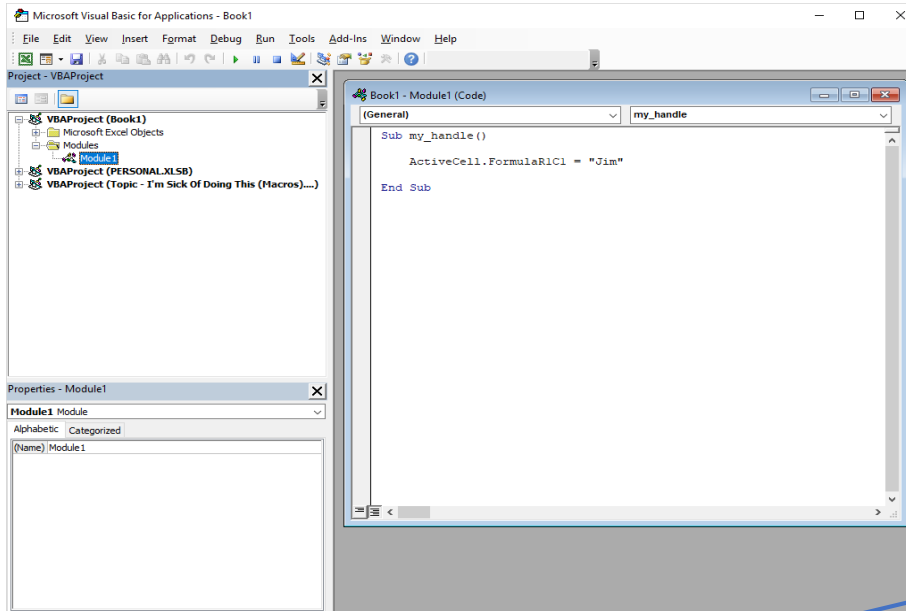 Microsoft Visual Basic for Applications - Book1
File Edit View Insert Format Debug Run Tools Add-Ins Window Help
Project - VBAProject
VBAProject (Book1)
Microsoft Excel Objects
Modules
Module1
VBAProject (PERSONAL.XLSB)
VBAProject (Topic - I'm Sick Of Doing This (Macros)....)
Properties - Module1
Module1 Module
Alphabetic Categorized
(Name) Module1
Book1 - Module1 (Code)
(General) my_handle
Sub my_handle()
ActiveCell.FormulaR1C1 = "Jim"
End Sub